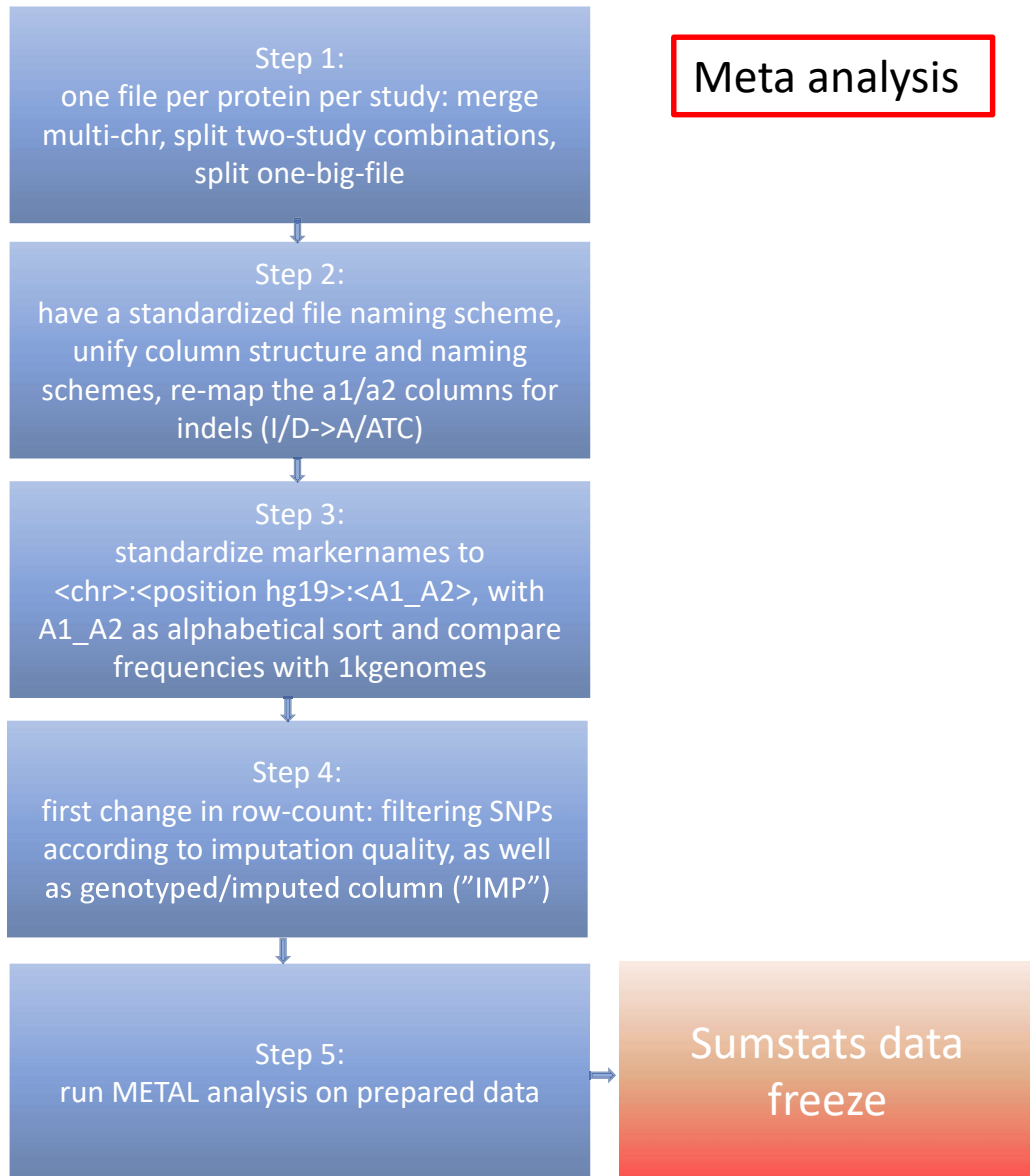 Step 1:
one file per protein per study: merge
multi-chr, split two-study combinations,
split one-big-file
Meta analysis
Step 2:
have a standardized file naming scheme,
unify column structure and naming
schemes, re-map the a1/a2 columns for
indels (I/D->A/ATC)
Step 3:
standardize markernames to
<chr>:<position hg19>:<A1_A2>, with
A1_A2 as alphabetical sort and compare
frequencies with 1kgenomes
Step 4:
first change in row-count: filtering SNPs
according to imputation quality, as well
as genotyped/imputed column (”IMP”)
Step 5:
run METAL analysis on prepared data
Sumstats data
freeze